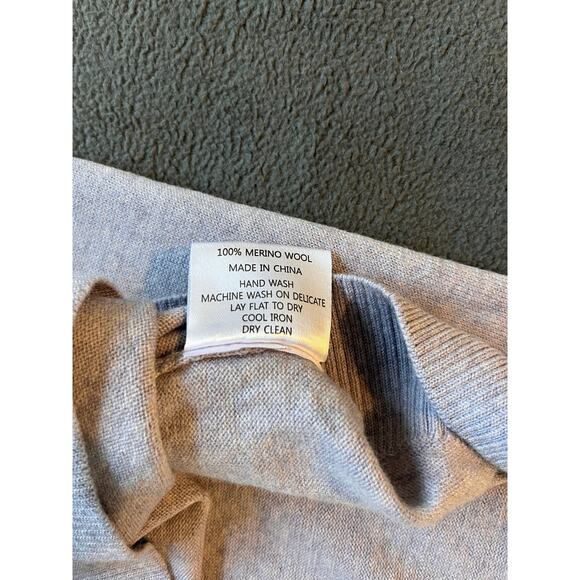 100% MERINO WOOL
MADE IN CHINA
HAND WASH
MACHINE WASH ON DELICATE
LAY FLAT TO DRY
COOL IRON
DRY CLEAN